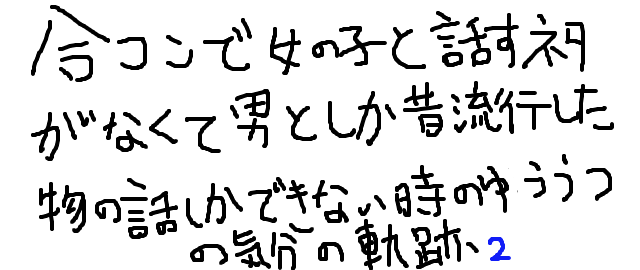 合コンで女の子と話すネタ
がなくて男としか昔流行した
物の話しかできない時のゆううつ
の気分の軌跡、2